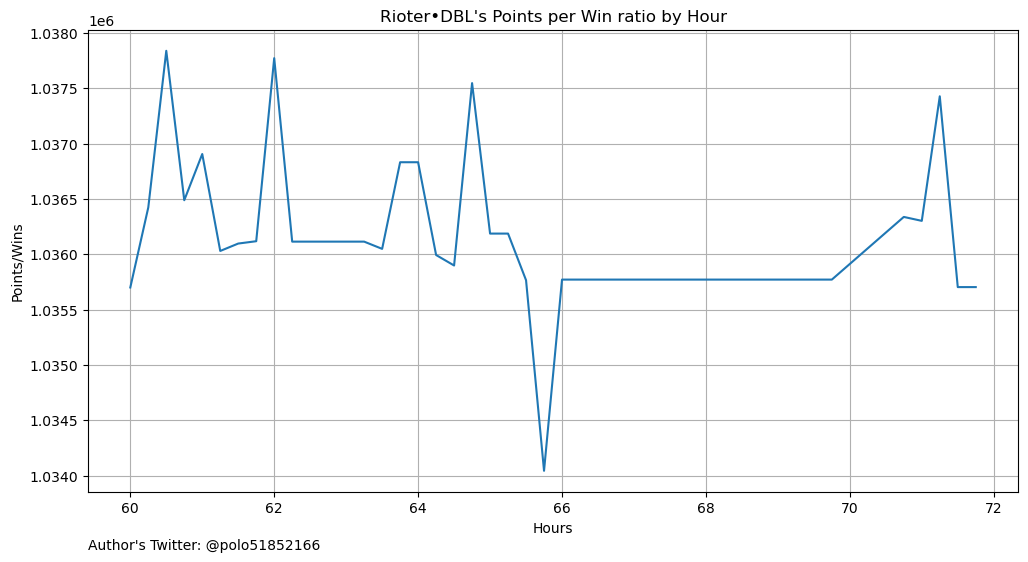 Rioter•DBL's Points per Win ratio by Hour
1e6
1.0380
1.0375
1.0370
1.0365
1.0360
1.0355
1.0350
1.0345
1.0340
Points/Wins
60 62 64 66 68 70 72
Hours
Author's Twitter: @polo51852166